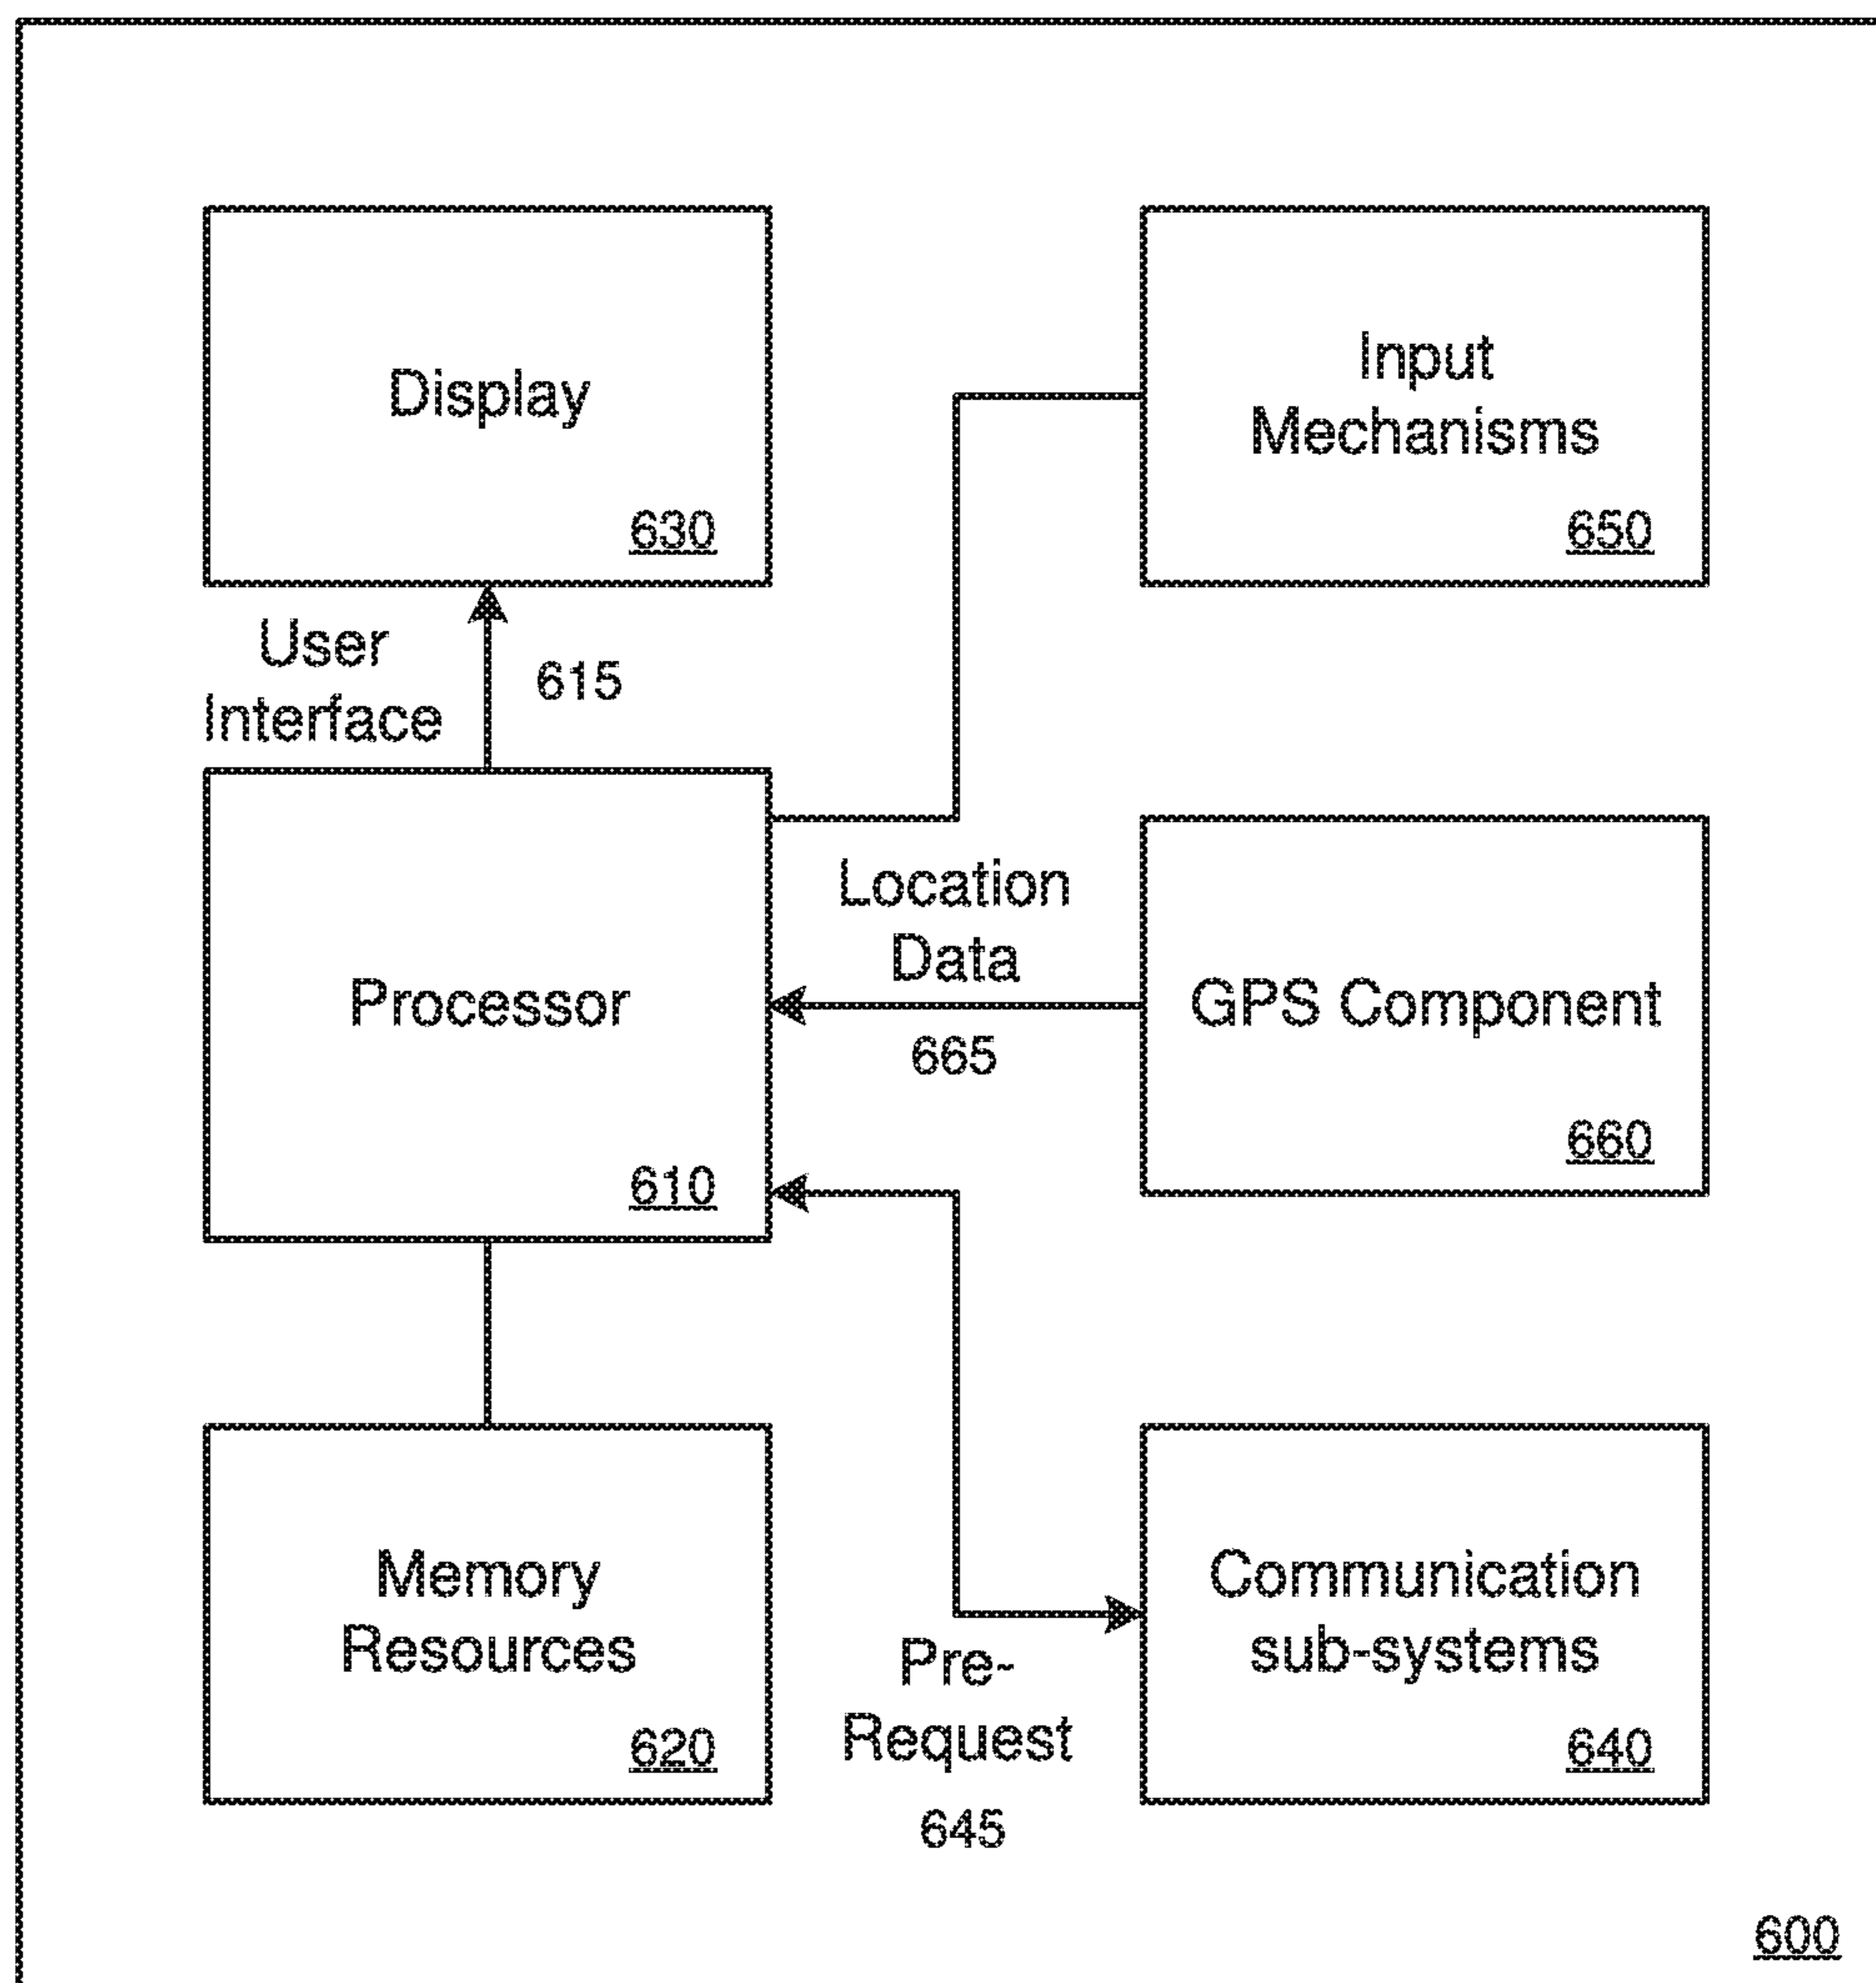 Display
630
Input
Mechanisms
650
User
Interface
615
Processor
610
Location
Data
665
GPS Component
660
Memory
Resources
620
Pre-
Request
645
Communication
sub-systems
640
600